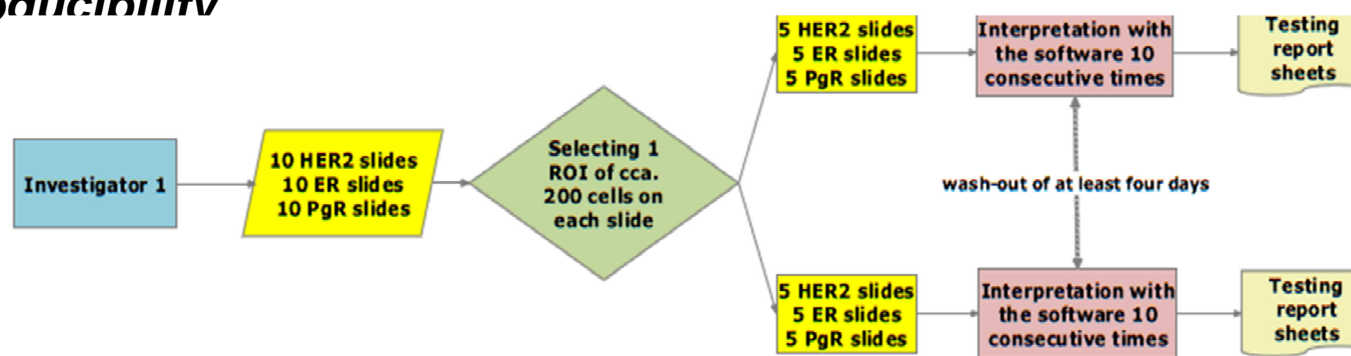 Investigator 1
10 HER2 slides
10 ER slides
10 PgR slides
Selecting 1
ROI of cca.
200 cells on
each slide
5 HER2 slides
5 ER slides
5 PgR slides
Interpretation with
the software 10
consecutive times
Testing
report
sheets
wash-out of at least four days
5 HER2 slides
5 ER slides
5 PgR slides
Interpretation with
the software 10
consecutive times
Testing
report
sheets